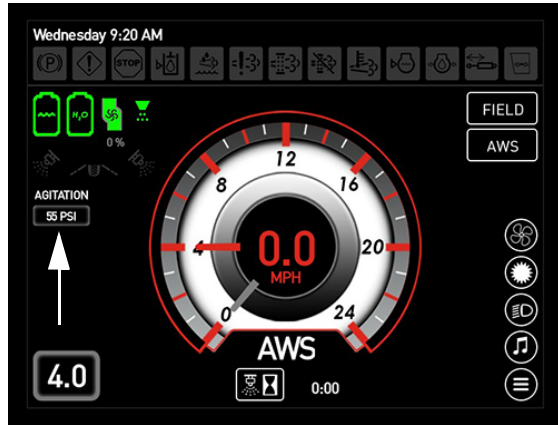 Wednesday 9:20 AM
(P)
STOP
H₂O
0 %
FIELD
AWS
AGITATION
55 PSI
0
4
8
12
16
20
24
0.0
MPH
AWS
4.0
0:00